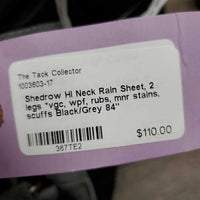 The Tack Collector
1003603-17
Shedrow Hi Neck Rain Sheet, 2
legs *vgc, wpf, rubs, mnr stains,
scuffs Black/Grey 84"
$110.00
367TE2